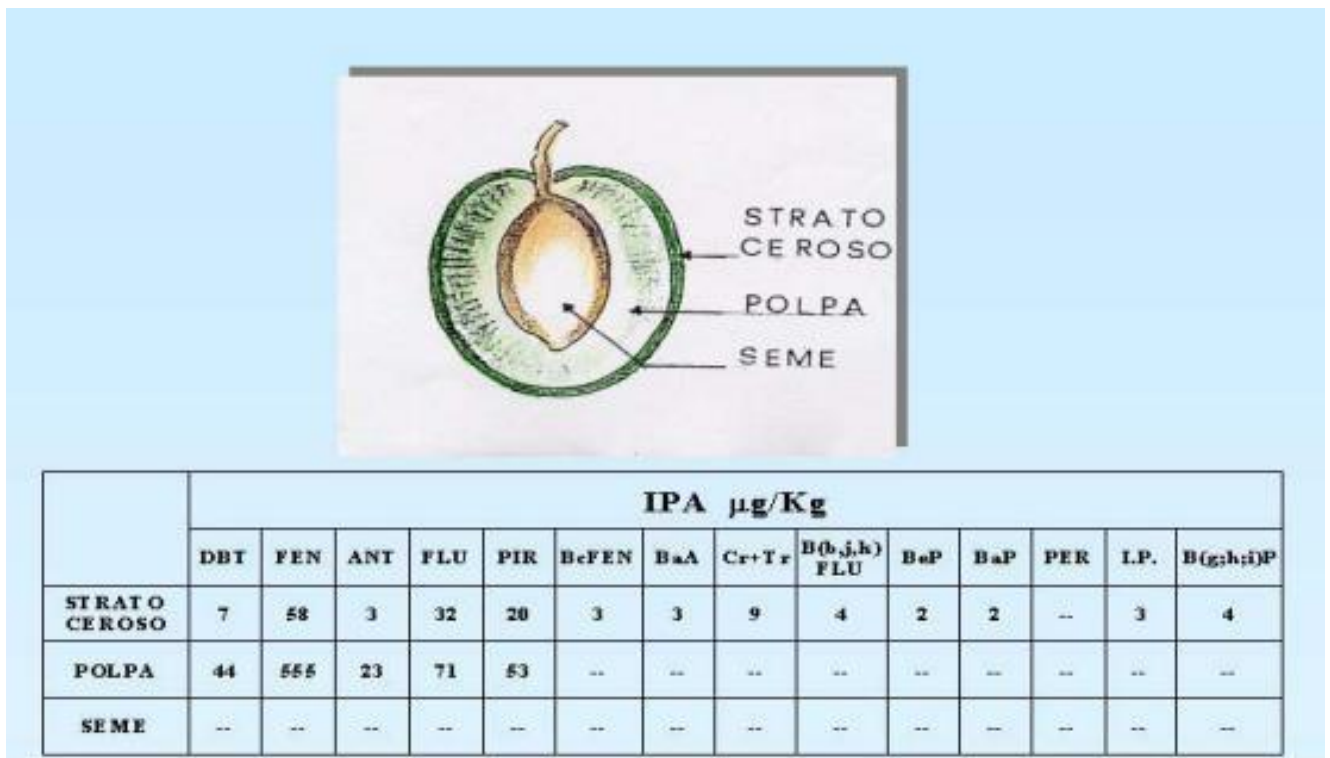 STRATO
CEROSO
POLPA
SEME
IPA µg/Kg
DBT FEN ANT FLU PIR BcFEN BaA Cr+Tr B(b,j,k) FLU BeP BaP PER I.P. B(g;h;i)P
STRATO CEROSO 7 58 3 32 20 3 3 9 4 2 2 -- 3 4
POLPA 44 555 23 71 53 -- -- -- -- -- -- -- -- --
SEME -- -- -- -- -- -- -- -- -- -- -- -- -- --